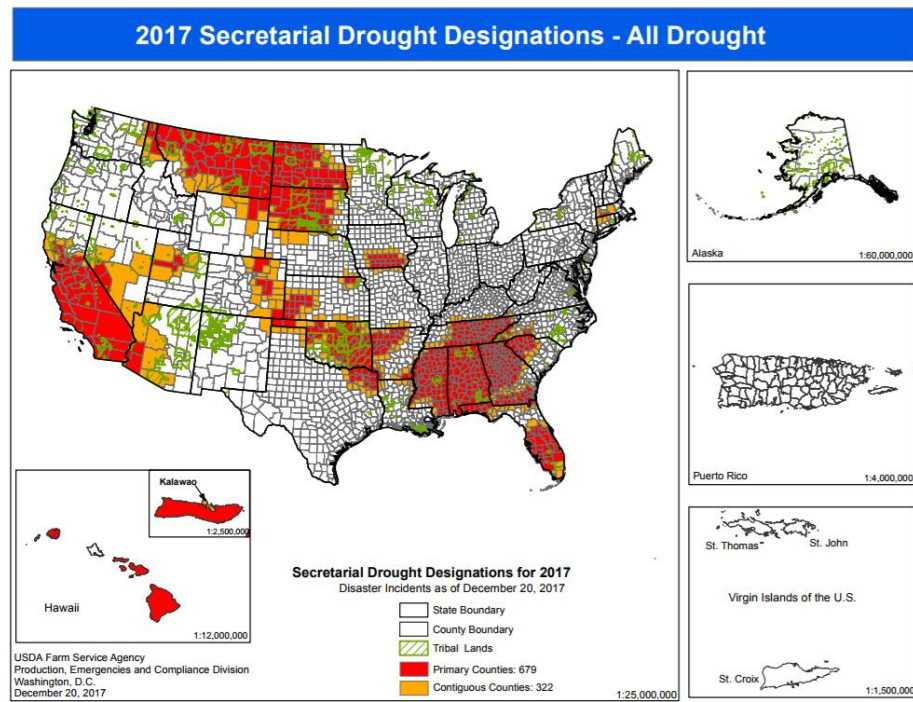 2017 Secretarial Drought Designations - All Drought
Alaska
1:60,000,000
Puerto Rico
1:4,000,000
Kalawao
1:2,500,000
Hawaii
1:12,000,000
St. Thomas
St. John
Virgin Islands of the U.S.
St. Croix
1:1,500,000
Secretarial Drought Designations for 2017
Disaster Incidents as of December 20, 2017
State Boundary
County Boundary
Tribal Lands
Primary Counties: 679
Contiguous Counties: 322
1:25,000,000
USDA Farm Service Agency
Production, Emergencies and Compliance Division
Washington, D.C.
December 20, 2017